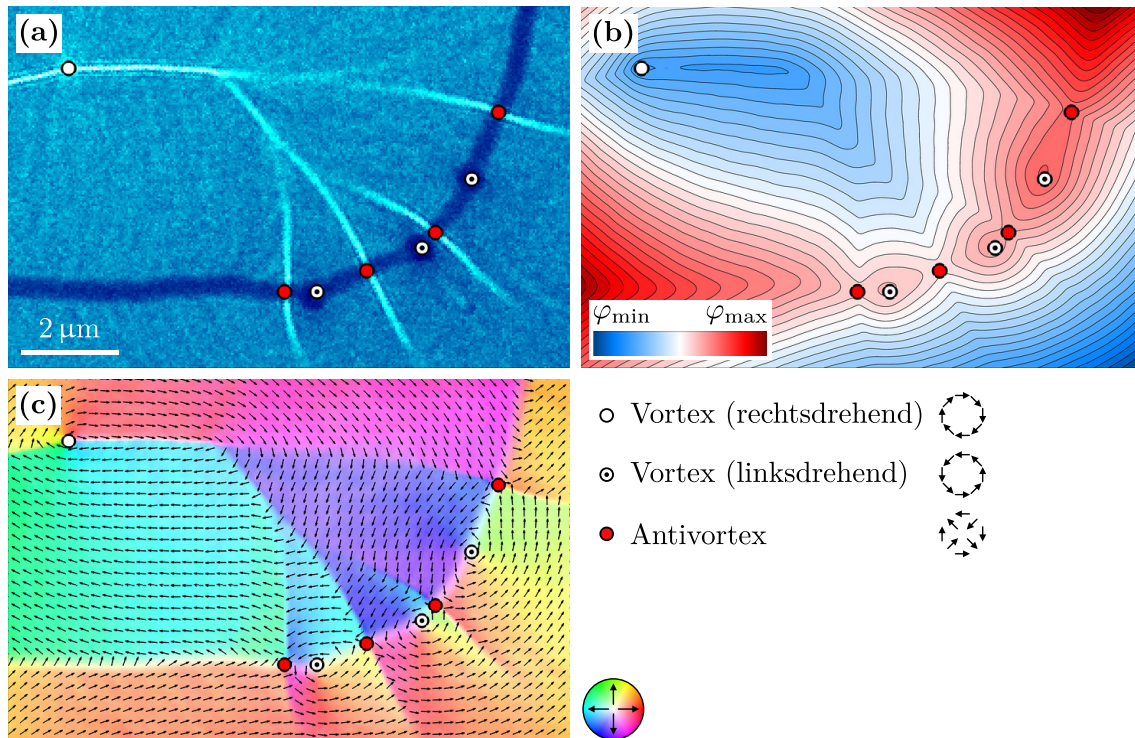 (a)
2 µm
(b)
φmin φmax
(c)
Vortex (rechtsdrehend)
Vortex (linksdrehend)
Antivortex